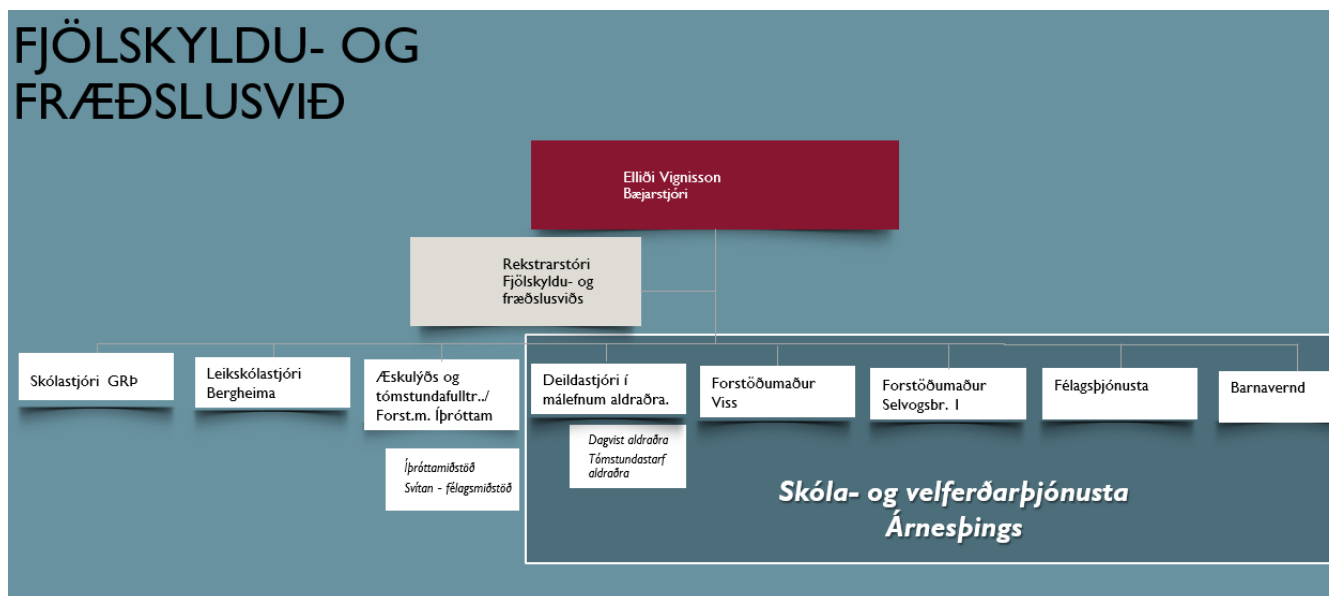 FJÖLSKYLDU- OG
FRÆÐSLUSVIÐ
Elliði Vignisson
Bæjarstjóri
Rekstrarstóri
Fjölskyldu- og
fræðslusviðs
Skólastjóri GRÞ
Leikskólastjóri
Bergheima
Æskulýðs og
tómstundafulltr../
Forst.m. Íþróttam
Íþróttamiðstöð
Svítan - félagsmiðstöð
Deildastjóri í
málefnum aldraðra.
Dagvist aldraðra
Tómstundastarf
aldraðra
Forstöðumaður
Viss
Forstöðumaður
Selvogsbr. 1
Félagsþjónusta
Barnavernd
Skóla- og velferðarþjónusta
Árnesþings